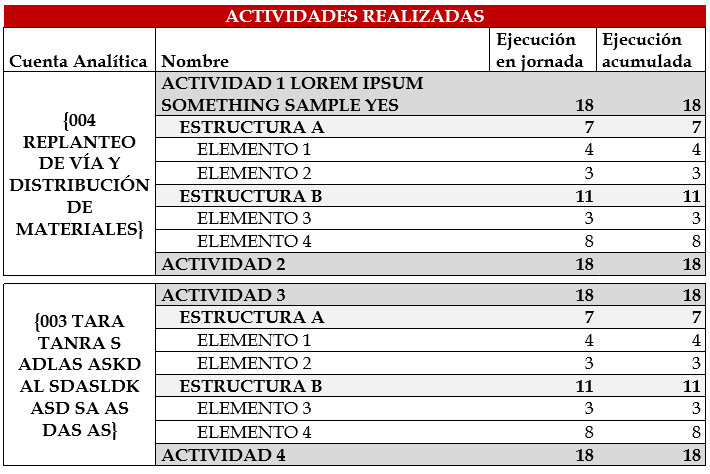 ACTIVIDADES REALIZADAS
Cuenta Analítica Nombre Ejecución en jornada Ejecución acumulada
{004
REPLANTEO
DE VÍA Y
DISTRIBUCIÓN
DE
MATERIALES}
ACTIVIDAD 1 LOREM IPSUM
SOMETHING SAMPLE YES 18 18
ESTRUCTURA A 7 7
ELEMENTO 1 4 4
ELEMENTO 2 3 3
ESTRUCTURA B 11 11
ELEMENTO 3 3 3
ELEMENTO 4 8 8
ACTIVIDAD 2 18 18
{003 TARA
TANRA S
ADLAS ASKD
AL SDASLDK
ASD SA AS
DAS AS}
ACTIVIDAD 3 18 18
ESTRUCTURA A 7 7
ELEMENTO 1 4 4
ELEMENTO 2 3 3
ESTRUCTURA B 11 11
ELEMENTO 3 3 3
ELEMENTO 4 8 8
ACTIVIDAD 4 18 18